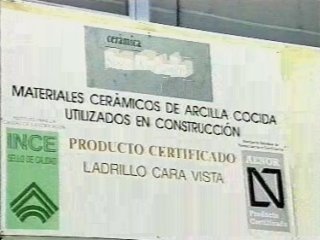 cerámica
MATERIALES CERÁMICOS DE ARCILLA COCIDA
UTILIZADOS EN CONSTRUCCIÓN
INCE
SELLO DE CALIDAD
PRODUCTO CERTIFICADO
LADRILLO CARA VISTA
AENOR
N
Producto
Certificado